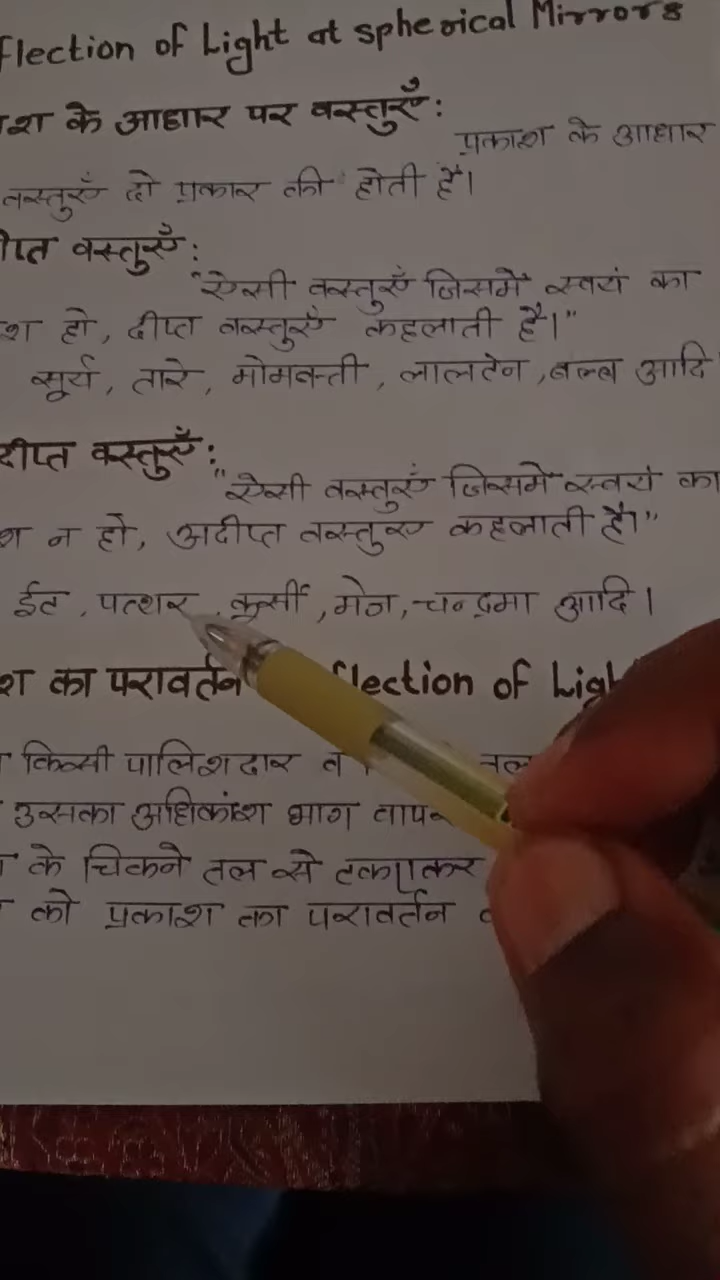 flection of Light at spherical Mirrors
श के आधार पर वस्तुएँ:
प्रकाश के आधार
वस्तुएँ दो प्रकार की होती है।
प्त वस्तुएँ:
"ऐसी वस्तुएँ जिसमें स्वयं का
श हो, दीप्त वस्तुएँ कहलाती है।"
सूर्य, तारे, मोमबत्ती, लालटेन, बल्ब आदि
दीप्त वस्तुएँ:
"ऐसी वस्तुएं जिसमें स्वयं का
श न हो, अदीप्त वस्तुए कहलाती है।"
ईट, पत्थर, कुर्सी, मेज, चन्द्रमा आदि।
श का परावर्तन flection of Ligh
किसी पालिशदार व तल
उसका अधिकांश भाग वाप
के चिकने तल से टकराकर
को प्रकाश का परावर्तन